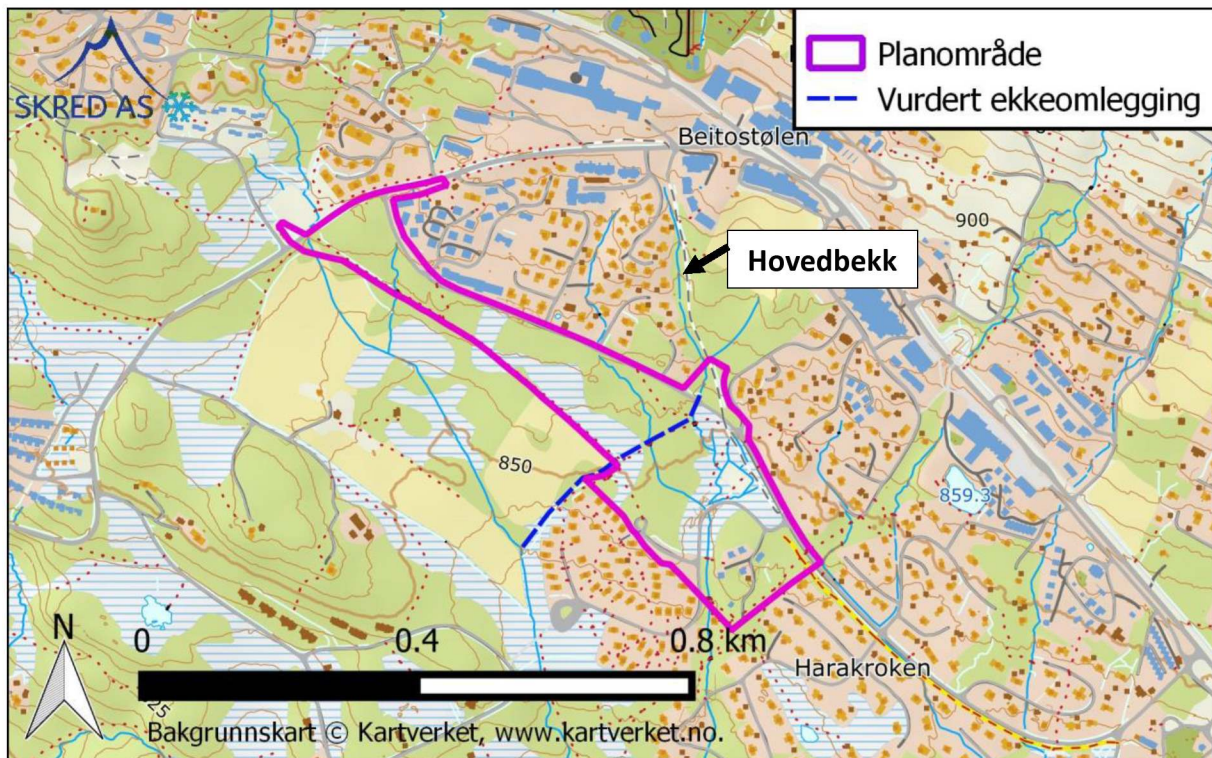 SKRED AS
Planområde
Vurdert ekkeomlegging
Beitostølen
900
Hovedbekk
850
859.3
N
0 0.4 0.8 km
Harakroken
25
Bakgrunnskart © Kartverket, www.kartverket.no.